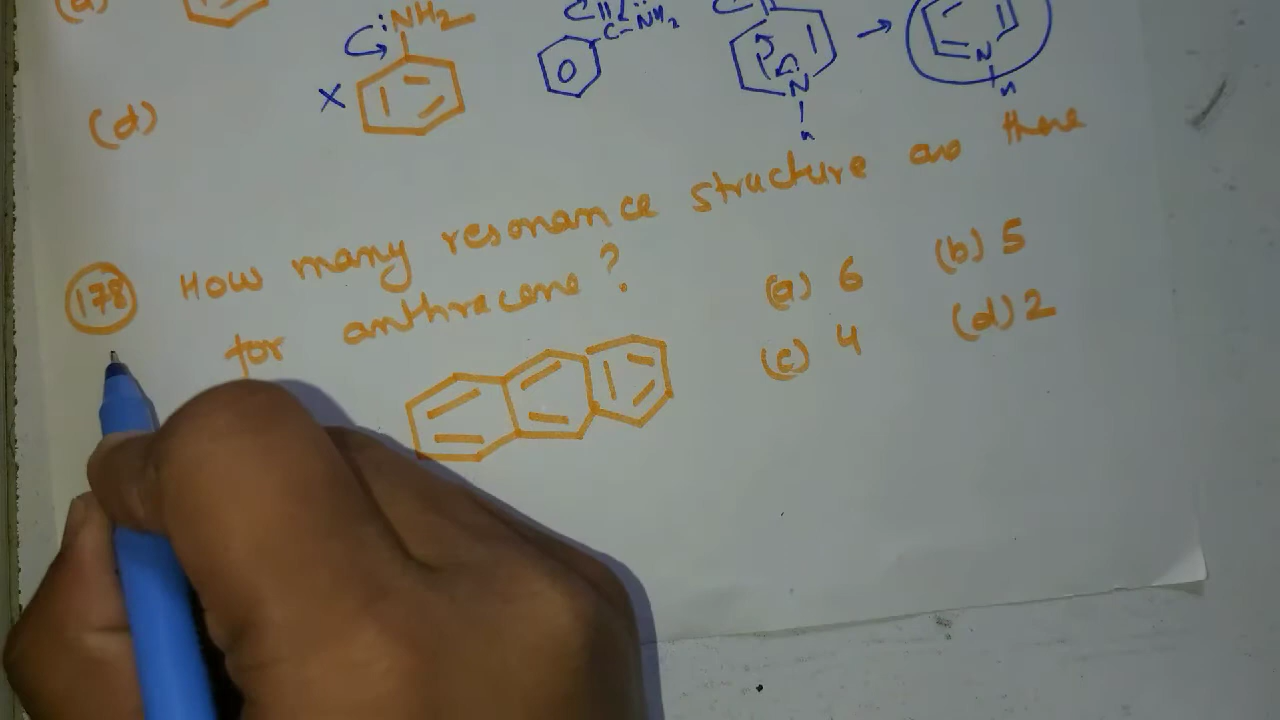 (a)
:NH2
C-NH2
N
n
N
n
X
(d)
178 How many resonance structure are there
for anthracene?
(a) 6 (b) 5
(c) 4 (d) 2